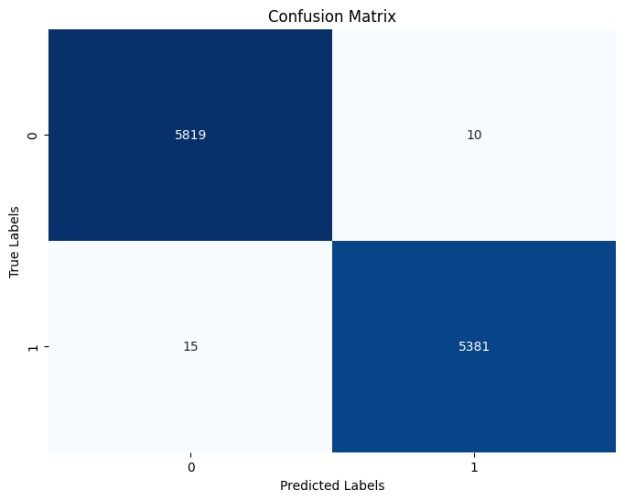 Confusion Matrix
True Labels
0
5819 10
1
15 5381
0 1
Predicted Labels